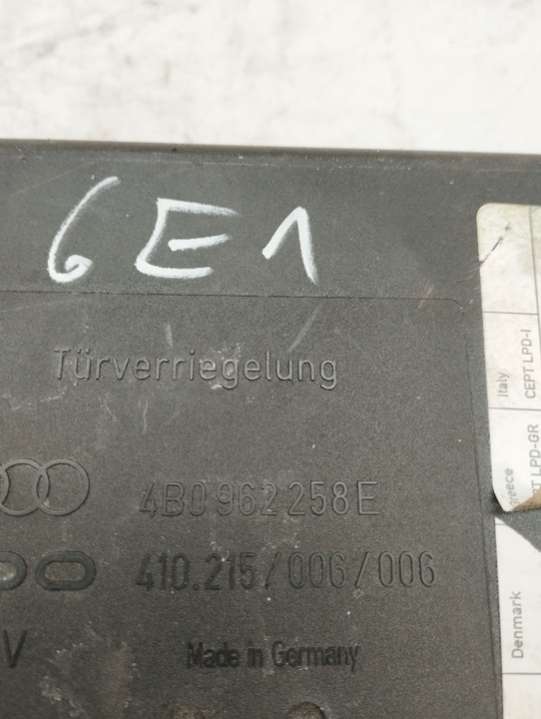 6E1
Türverriegelung
4B0 962 258 E
410.215/006/006
V
Made in Germany
Italy
CEPT LPD-I
Greece
PT LPD-GR
Denmark